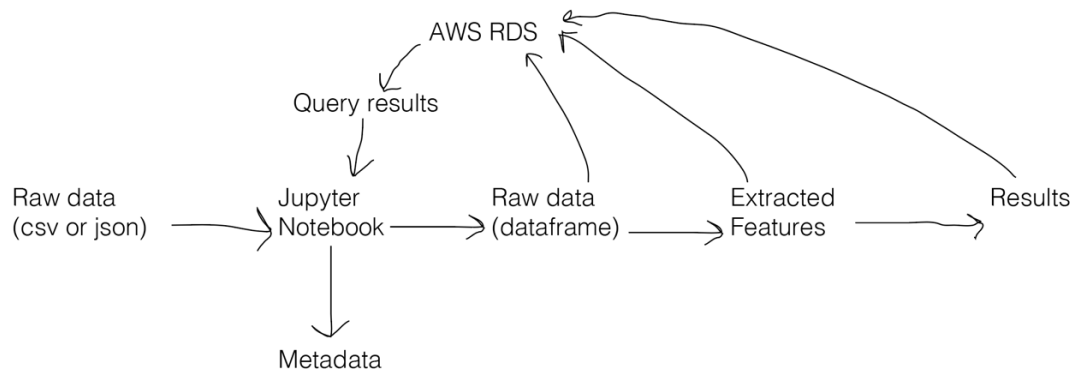 AWS RDS
Query results
Raw data
(csv or json)
Jupyter
Notebook
Raw data
(dataframe)
Extracted
Features
Results
Metadata